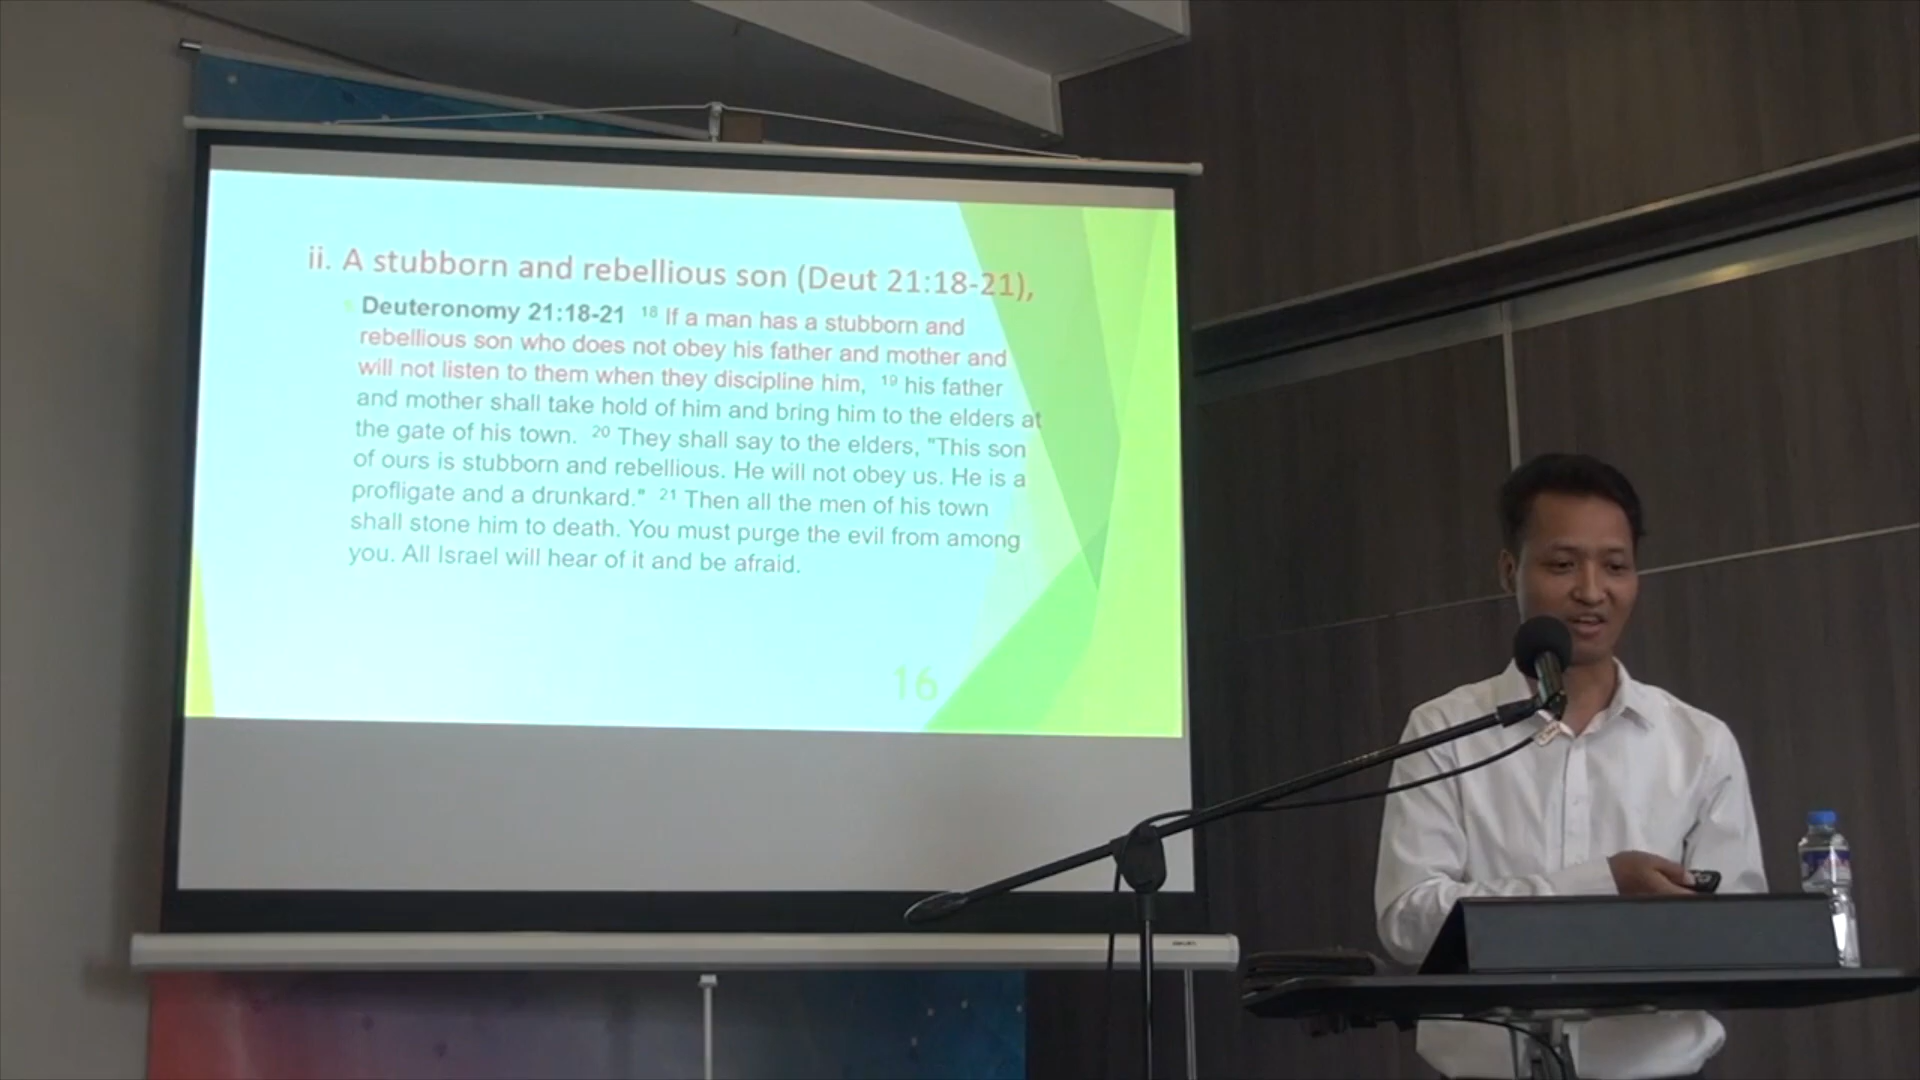 ii. A stubborn and rebellious son (Deut 21:18-21),
Deuteronomy 21:18-21 18 If a man has a stubborn and
rebellious son who does not obey his father and mother and
will not listen to them when they discipline him, 19 his father
and mother shall take hold of him and bring him to the elders at
the gate of his town. 20 They shall say to the elders, "This son
of ours is stubborn and rebellious. He will not obey us. He is a
profligate and a drunkard." 21 Then all the men of his town
shall stone him to death. You must purge the evil from among
you. All Israel will hear of it and be afraid.
16